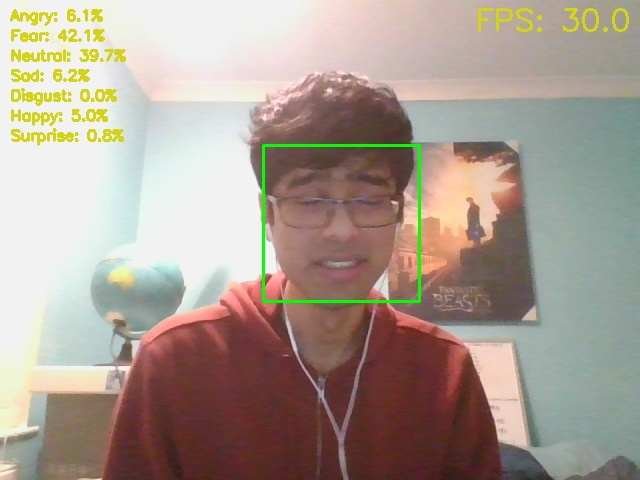 Angry: 6.1%
Fear: 42.1%
Neutral: 39.7%
Sad: 6.2%
Disgust: 0.0%
Happy: 5.0%
Surprise: 0.8%
FPS: 30.0
FANTASTIC
BEASTS